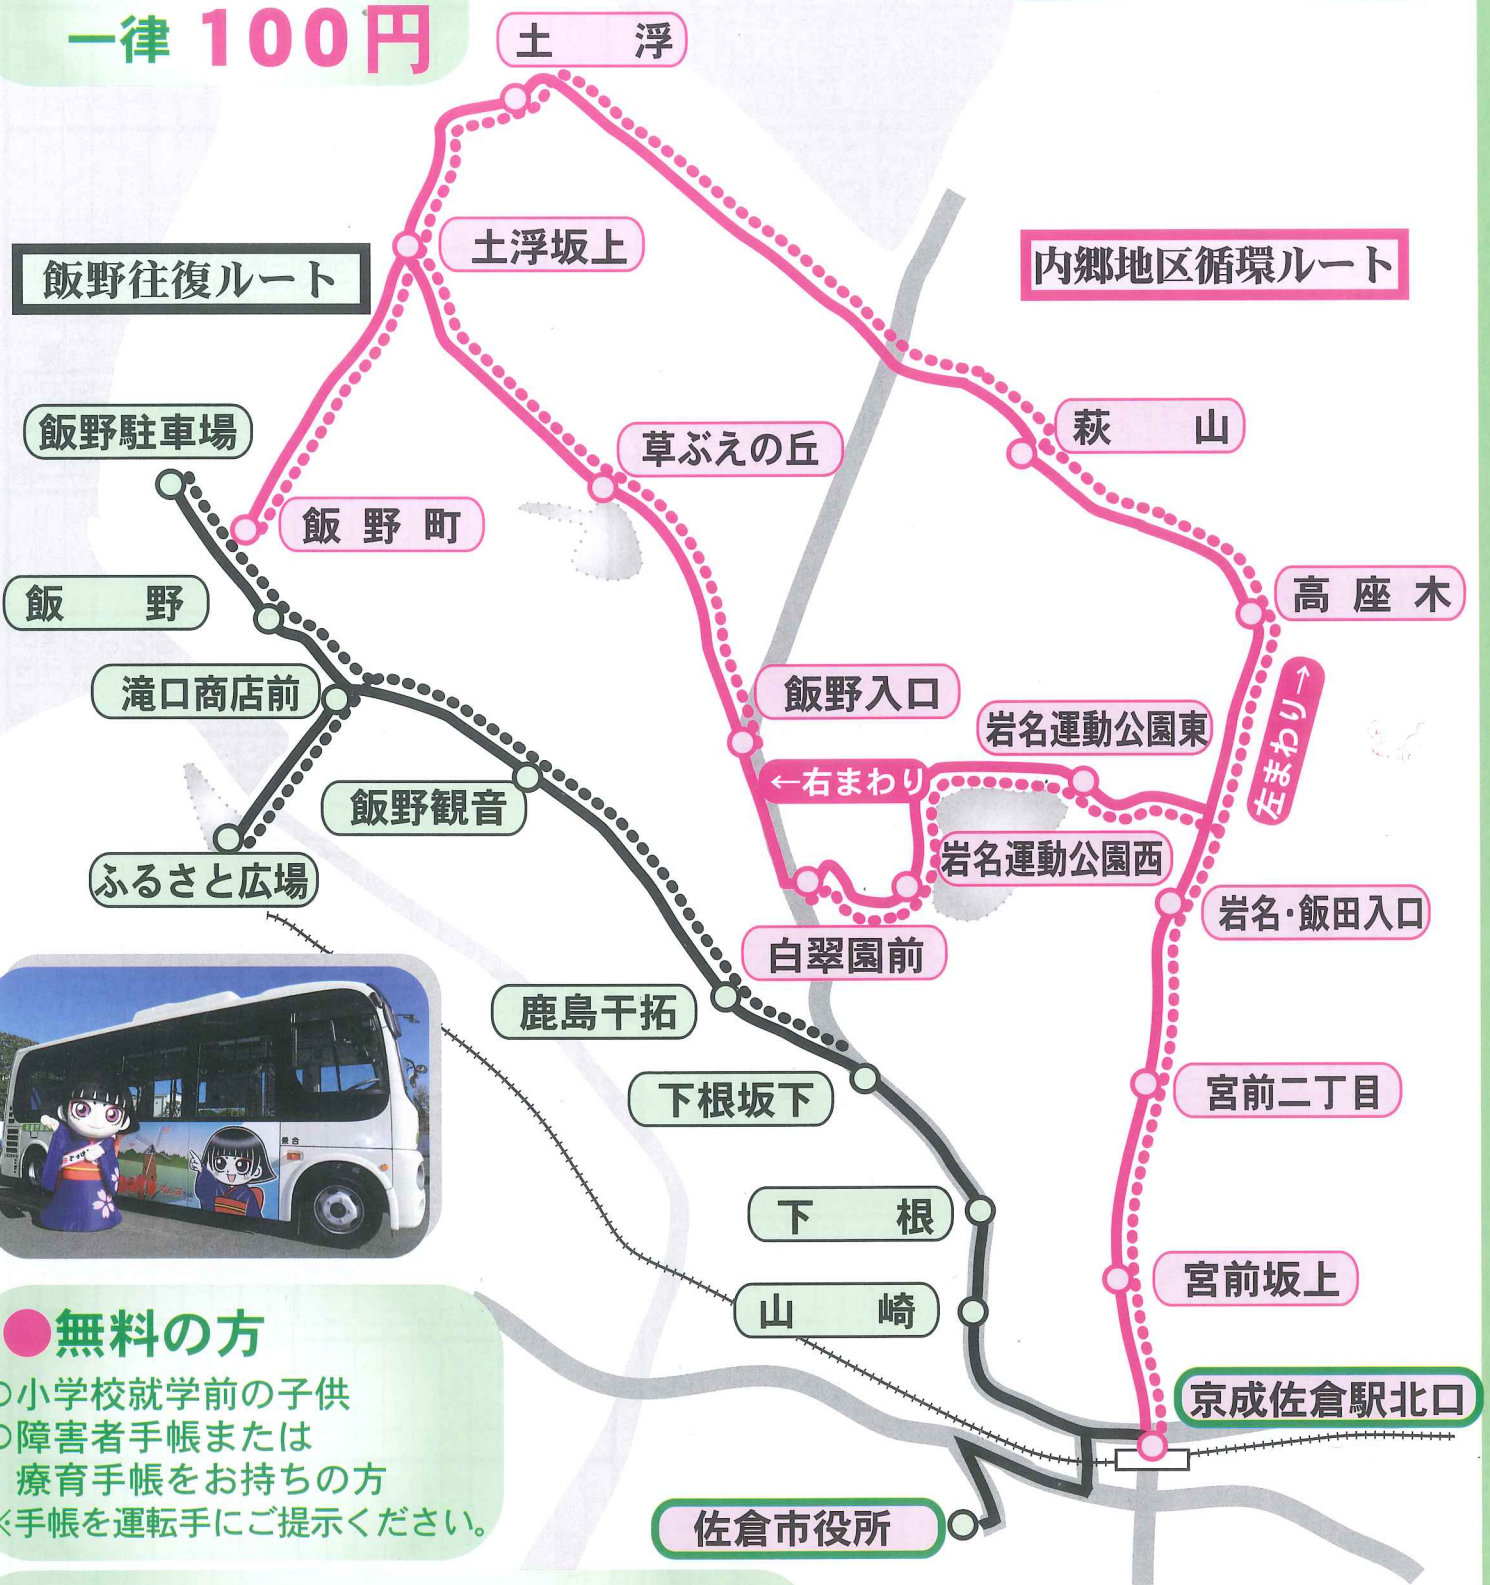 一律 100円
土　浮
土浮坂上
飯野往復ルート
内郷地区循環ルート
飯野駐車場
草ぶえの丘
萩　山
飯野町
飯　野
高座木
滝口商店前
飯野入口
岩名運動公園東
左まわり→
←右まわり
飯野観音
岩名運動公園西
ふるさと広場
岩名・飯田入口
白翠園前
鹿島干拓
下根坂下
宮前二丁目
乗合
下　根
宮前坂上
山　崎
●無料の方
○小学校就学前の子供
○障害者手帳または
療育手帳をお持ちの方
※手帳を運転手にご提示ください。
京成佐倉駅北口
佐倉市役所